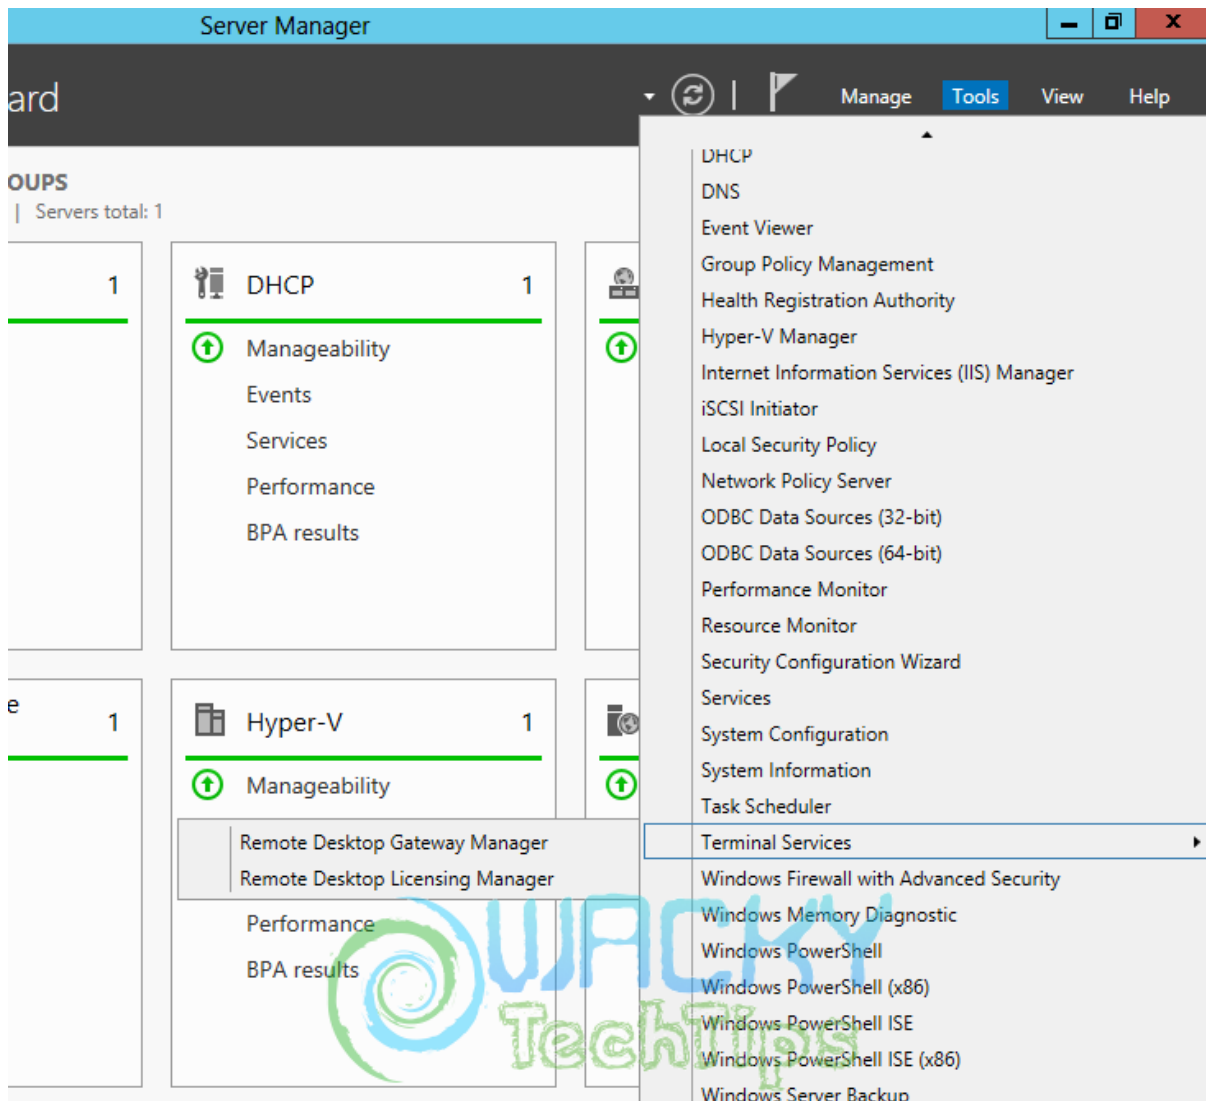 Server Manager
ard
Manage Tools View Help
OUPS
| Servers total: 1
1
DHCP 1
Manageability
Events
Services
Performance
BPA results
e
1
Hyper-V 1
Manageability
Remote Desktop Gateway Manager
Remote Desktop Licensing Manager
Performance
BPA results
DHCP
DNS
Event Viewer
Group Policy Management
Health Registration Authority
Hyper-V Manager
Internet Information Services (IIS) Manager
iSCSI Initiator
Local Security Policy
Network Policy Server
ODBC Data Sources (32-bit)
ODBC Data Sources (64-bit)
Performance Monitor
Resource Monitor
Security Configuration Wizard
Services
System Configuration
System Information
Task Scheduler
Terminal Services
Windows Firewall with Advanced Security
Windows Memory Diagnostic
Windows PowerShell
Windows PowerShell (x86)
Windows PowerShell ISE
Windows PowerShell ISE (x86)
Windows Server Backup
WACKY
TechTips